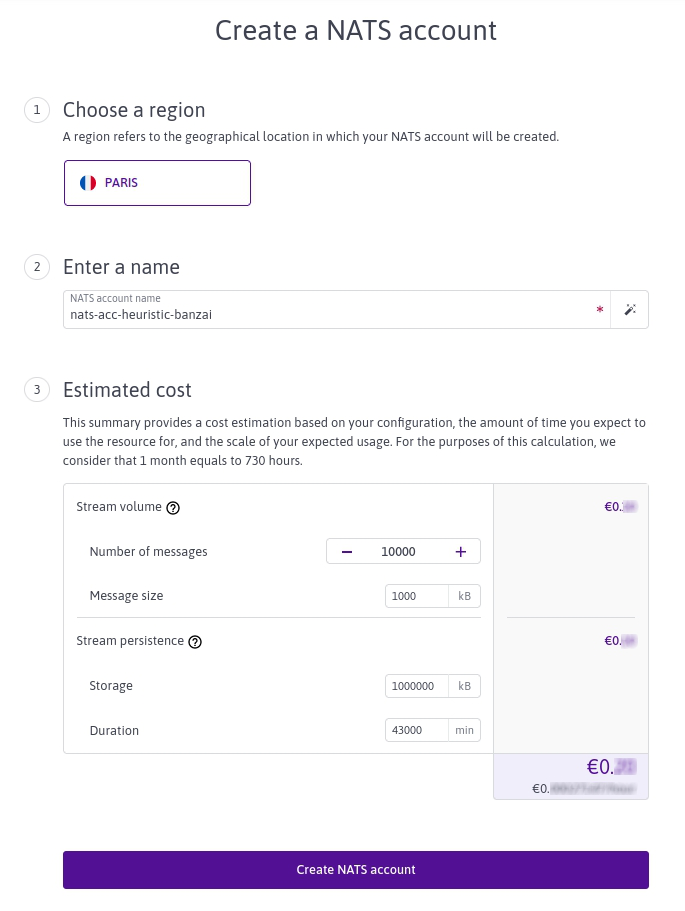 Create a NATS account
1 Choose a region
A region refers to the geographical location in which your NATS account will be created.
PARIS
2 Enter a name
NATS account name
nats-acc-heuristic-banzai *
3 Estimated cost
This summary provides a cost estimation based on your configuration, the amount of time you expect to
use the resource for, and the scale of your expected usage. For the purposes of this calculation, we
consider that 1 month equals to 730 hours.
Stream volume ? €0.
Number of messages − 10000 +
Message size 1000 kB
Stream persistence ? €0.
Storage 1000000 kB
Duration 43000 min
€0.
€0.
Create NATS account